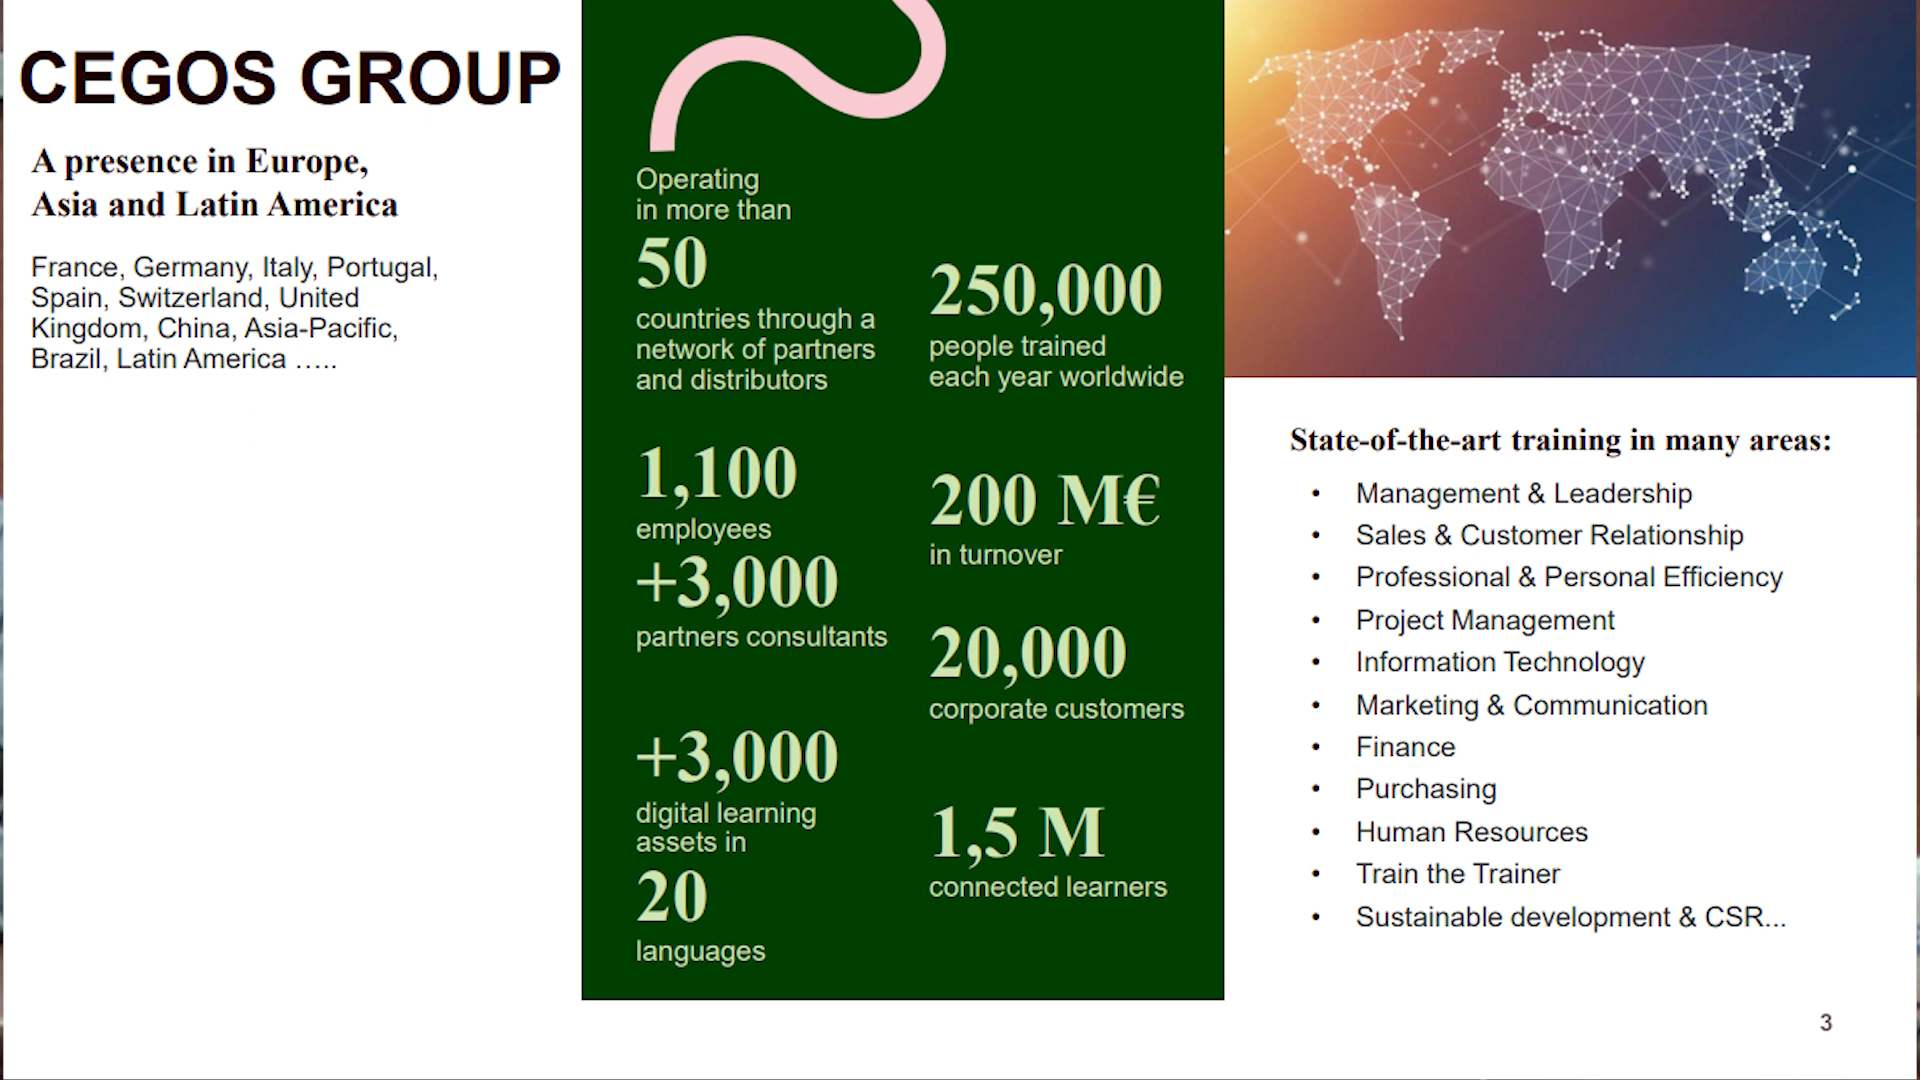 CEGOS GROUP
A presence in Europe,
Asia and Latin America
France, Germany, Italy, Portugal,
Spain, Switzerland, United
Kingdom, China, Asia-Pacific,
Brazil, Latin America …..
Operating
in more than
50
countries through a
network of partners
and distributors
1,100
employees
+3,000
partners consultants
+3,000
digital learning
assets in
20
languages
250,000
people trained
each year worldwide
200 M€
in turnover
20,000
corporate customers
1,5 M
connected learners
State-of-the-art training in many areas:
• Management & Leadership
• Sales & Customer Relationship
• Professional & Personal Efficiency
• Project Management
• Information Technology
• Marketing & Communication
• Finance
• Purchasing
• Human Resources
• Train the Trainer
• Sustainable development & CSR...
3